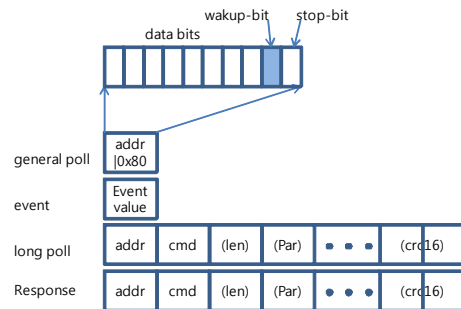 wakup-bit stop-bit
data bits
general poll addr |0x80
event Event value
long poll addr cmd (len) (Par) • • • (crc16)
Response addr cmd (len) (Par) • • • (crc16)